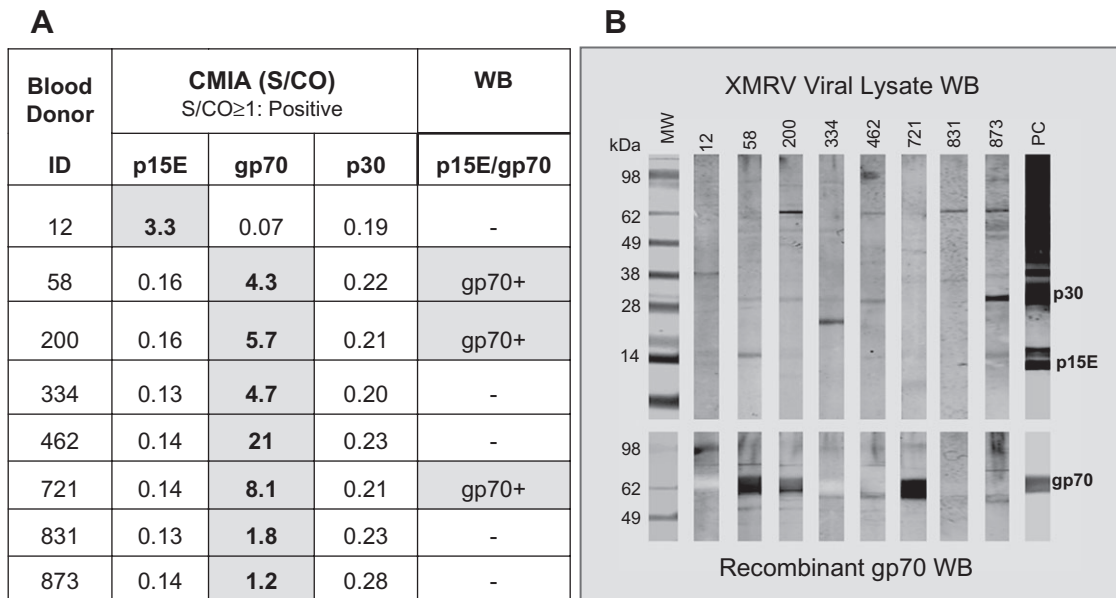 A
Blood Donor ID | CMIA (S/CO) S/CO≥1: Positive | WB
p15E | gp70 | p30 | p15E/gp70
12 | 3.3 | 0.07 | 0.19 | -
58 | 0.16 | 4.3 | 0.22 | gp70+
200 | 0.16 | 5.7 | 0.21 | gp70+
334 | 0.13 | 4.7 | 0.20 | -
462 | 0.14 | 21 | 0.23 | -
721 | 0.14 | 8.1 | 0.21 | gp70+
831 | 0.13 | 1.8 | 0.23 | -
873 | 0.14 | 1.2 | 0.28 | -
B
XMRV Viral Lysate WB
kDa MW 12 58 200 334 462 721 831 873 PC
98
62
49
38
28
14
p30
p15E
98
62
49
gp70
Recombinant gp70 WB